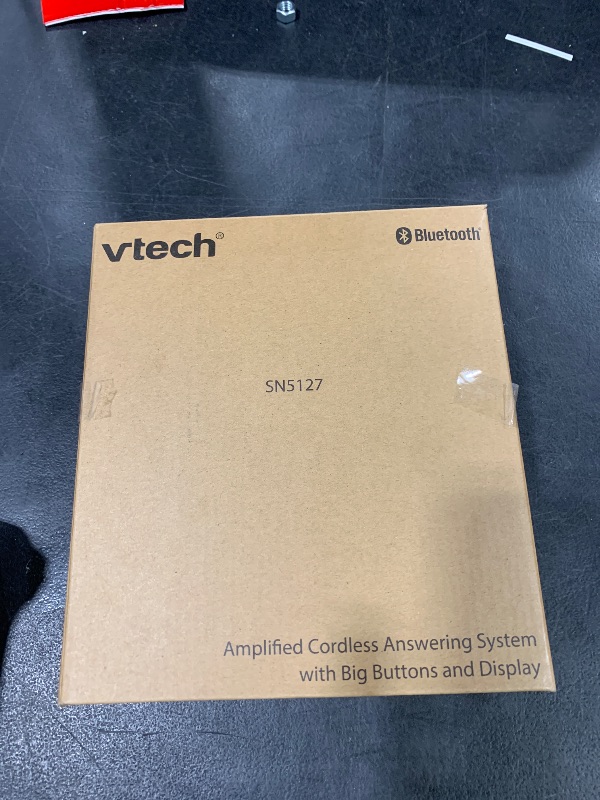 vtech®
Bluetooth®
SN5127
Amplified Cordless Answering System
with Big Buttons and Display